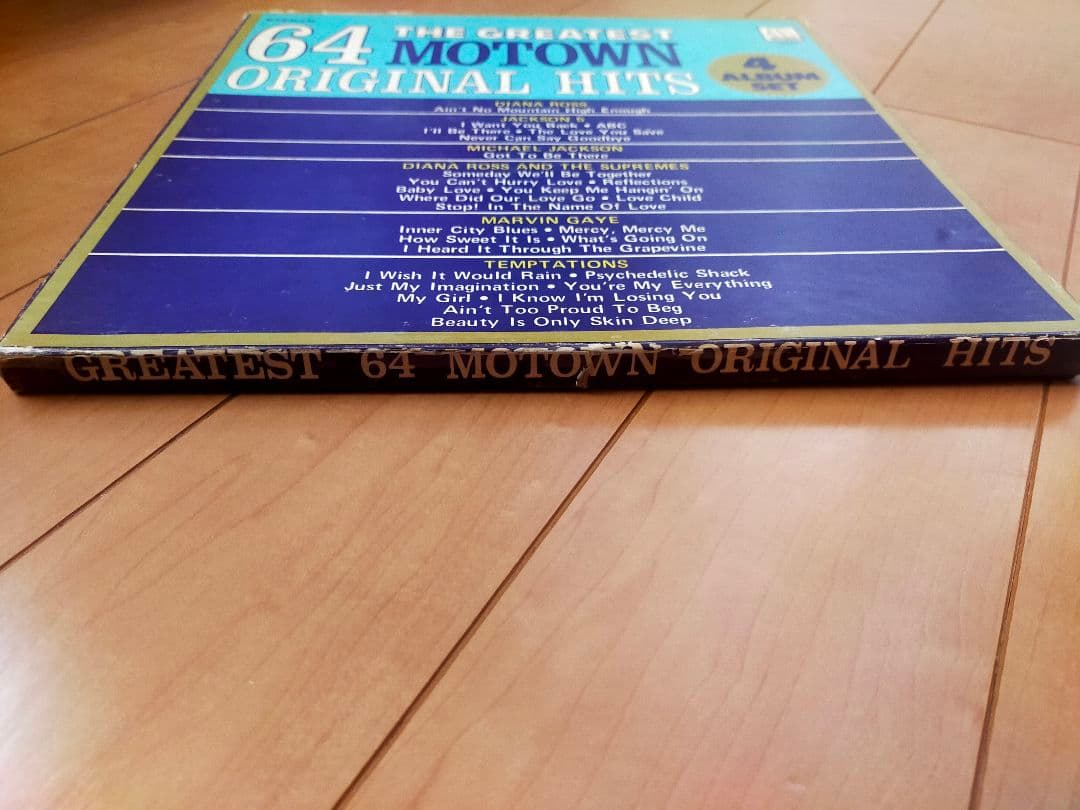 STEREO
64 THE GREATEST
MOTOWN
ORIGINAL HITS
4
ALBUM
SET
DIANA ROSS
Ain't No Mountain High Enough
JACKSON 5
I Want You Back • ABC
I'll Be There • The Love You Save
Never Can Say Goodbye
MICHAEL JACKSON
Got To Be There
DIANA ROSS AND THE SUPREMES
Someday We'll Be Together
You Can't Hurry Love • Reflections
Baby Love • You Keep Me Hangin' On
Where Did Our Love Go • Love Child
Stop! In The Name Of Love
MARVIN GAYE
Inner City Blues • Mercy, Mercy Me
How Sweet It Is • What's Going On
I Heard It Through The Grapevine
TEMPTATIONS
I Wish It Would Rain • Psychedelic Shack
Just My Imagination • You're My Everything
My Girl • I Know I'm Losing You
Ain't Too Proud To Beg
Beauty Is Only Skin Deep
GREATEST 64 MOTOWN ORIGINAL HITS